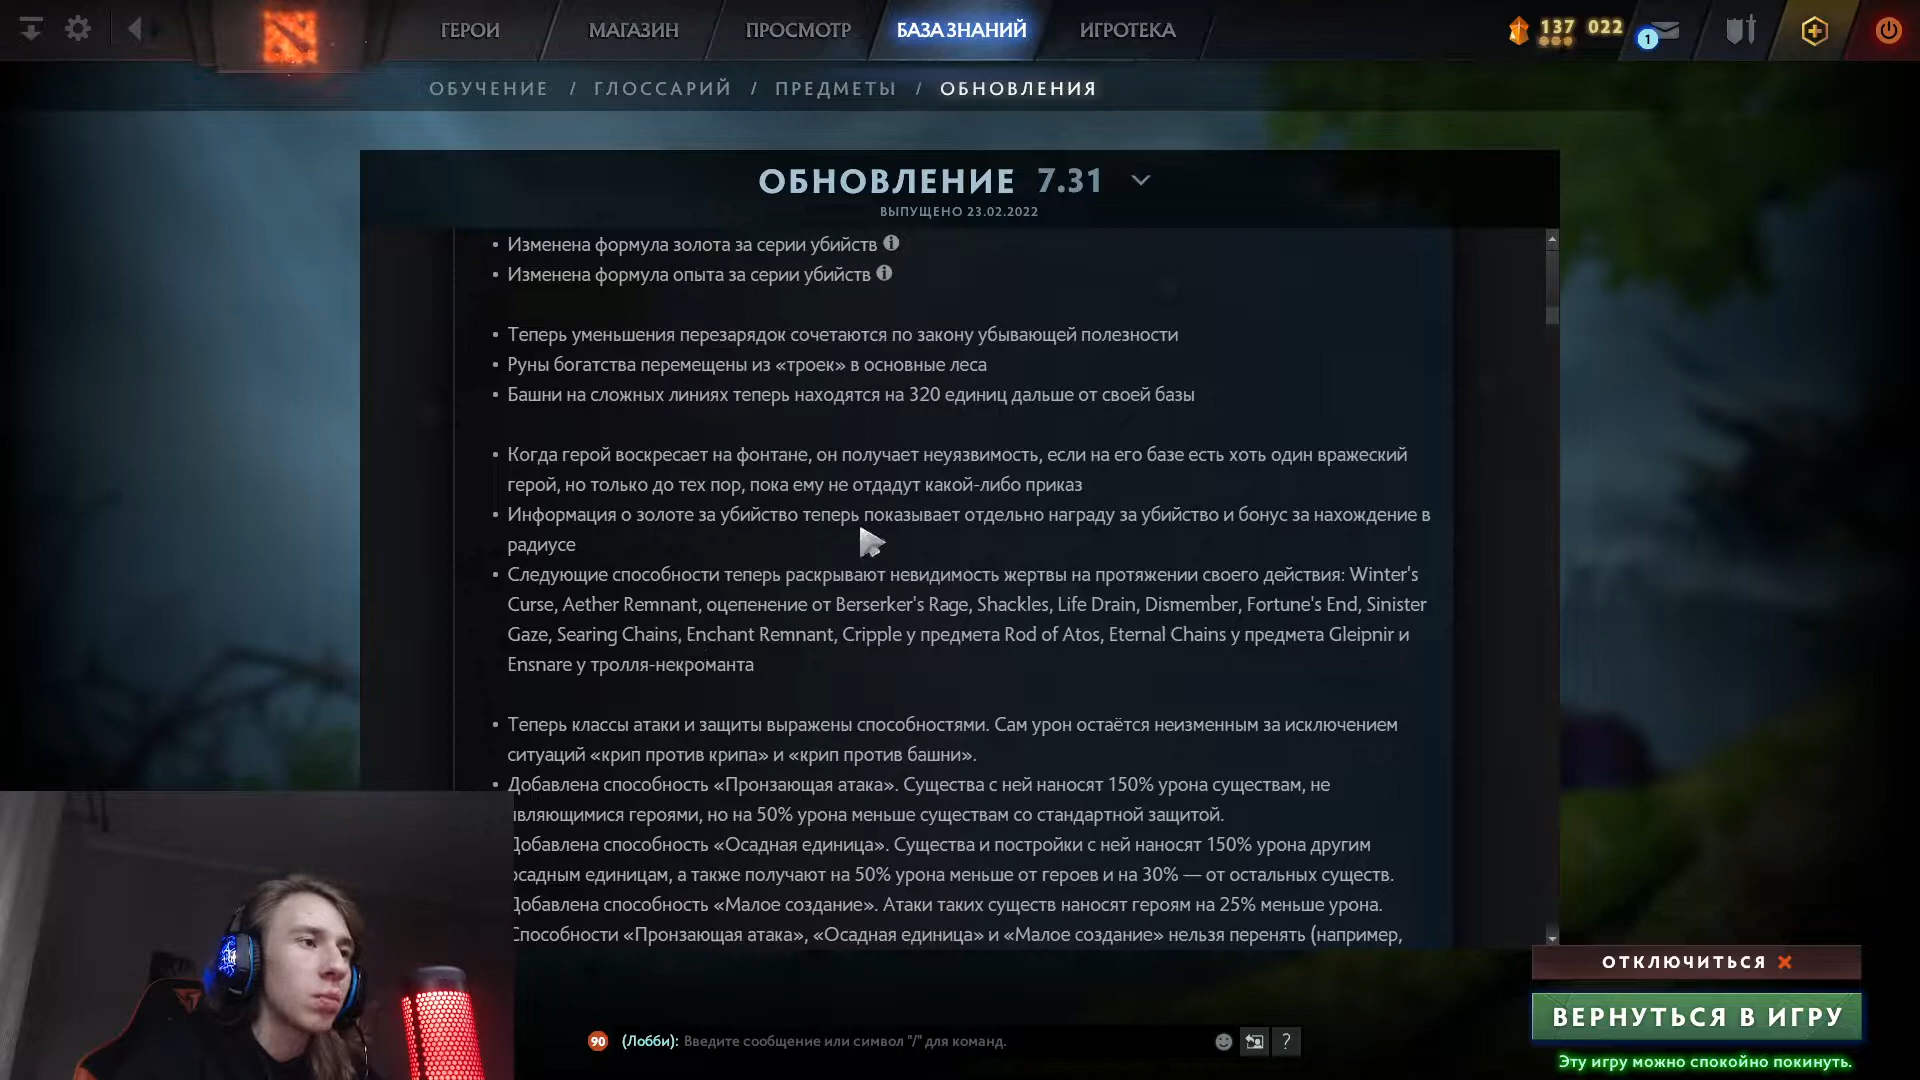 ГЕРОИ
МАГАЗИН
ПРОСМОТР
БАЗА ЗНАНИЙ
ИГРОТЕКА
137 022
1
ОБУЧЕНИЕ / ГЛОССАРИЙ / ПРЕДМЕТЫ / ОБНОВЛЕНИЯ
ОБНОВЛЕНИЕ 7.31
ВЫПУЩЕНО 23.02.2022
• Изменена формула золота за серии убийств
• Изменена формула опыта за серии убийств
• Теперь уменьшения перезарядок сочетаются по закону убывающей полезности
• Руны богатства перемещены из «троек» в основные леса
• Башни на сложных линиях теперь находятся на 320 единиц дальше от своей базы
• Когда герой воскресает на фонтане, он получает неуязвимость, если на его базе есть хоть один вражеский
герой, но только до тех пор, пока ему не отдадут какой-либо приказ
• Информация о золоте за убийство теперь показывает отдельно награду за убийство и бонус за нахождение в
радиусе
• Следующие способности теперь раскрывают невидимость жертвы на протяжении своего действия: Winter's
Curse, Aether Remnant, оцепенение от Berserker's Rage, Shackles, Life Drain, Dismember, Fortune's End, Sinister
Gaze, Searing Chains, Enchant Remnant, Cripple у предмета Rod of Atos, Eternal Chains у предмета Gleipnir и
Ensnare у тролля-некроманта
• Теперь классы атаки и защиты выражены способностями. Сам урон остаётся неизменным за исключением
ситуаций «крип против крипа» и «крип против башни».
• Добавлена способность «Пронзающая атака». Существа с ней наносят 150% урона существам, не
являющимися героями, но на 50% урона меньше существам со стандартной защитой.
Добавлена способность «Осадная единица». Существа и постройки с ней наносят 150% урона другим
осадным единицам, а также получают на 50% урона меньше от героев и на 30% — от остальных существ.
Добавлена способность «Малое создание». Атаки таких существ наносят героям на 25% меньше урона.
Способности «Пронзающая атака», «Осадная единица» и «Малое создание» нельзя перенять (например,
ОТКЛЮЧИТЬСЯ
ВЕРНУТЬСЯ В ИГРУ
Эту игру можно спокойно покинуть.
90 (Лобби): Введите сообщение или символ "/" для команд.
?